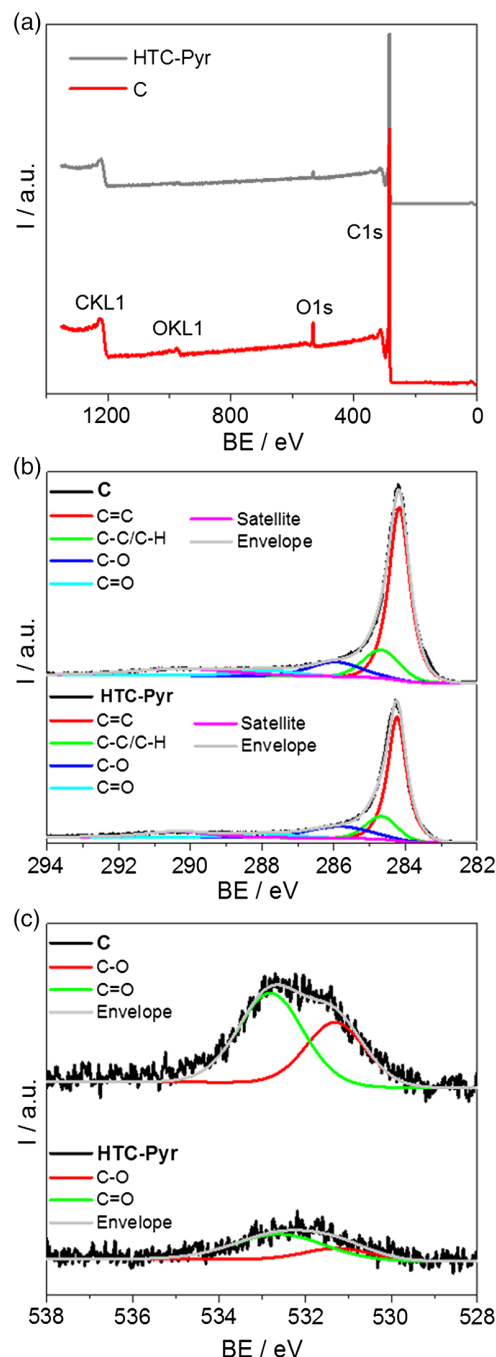 (a)
HTC-Pyr
C
I / a.u.
C1s
CKL1
OKL1
O1s
1200 800 400 0
BE / eV
(b)
C
C=C
C-C/C-H
C-O
C=O
Satellite
Envelope
I / a.u.
HTC-Pyr
C=C
C-C/C-H
C-O
C=O
Satellite
Envelope
294 292 290 288 286 284 282
BE / eV
(c)
C
C-O
C=O
Envelope
I / a.u.
HTC-Pyr
C-O
C=O
Envelope
538 536 534 532 530 528
BE / eV